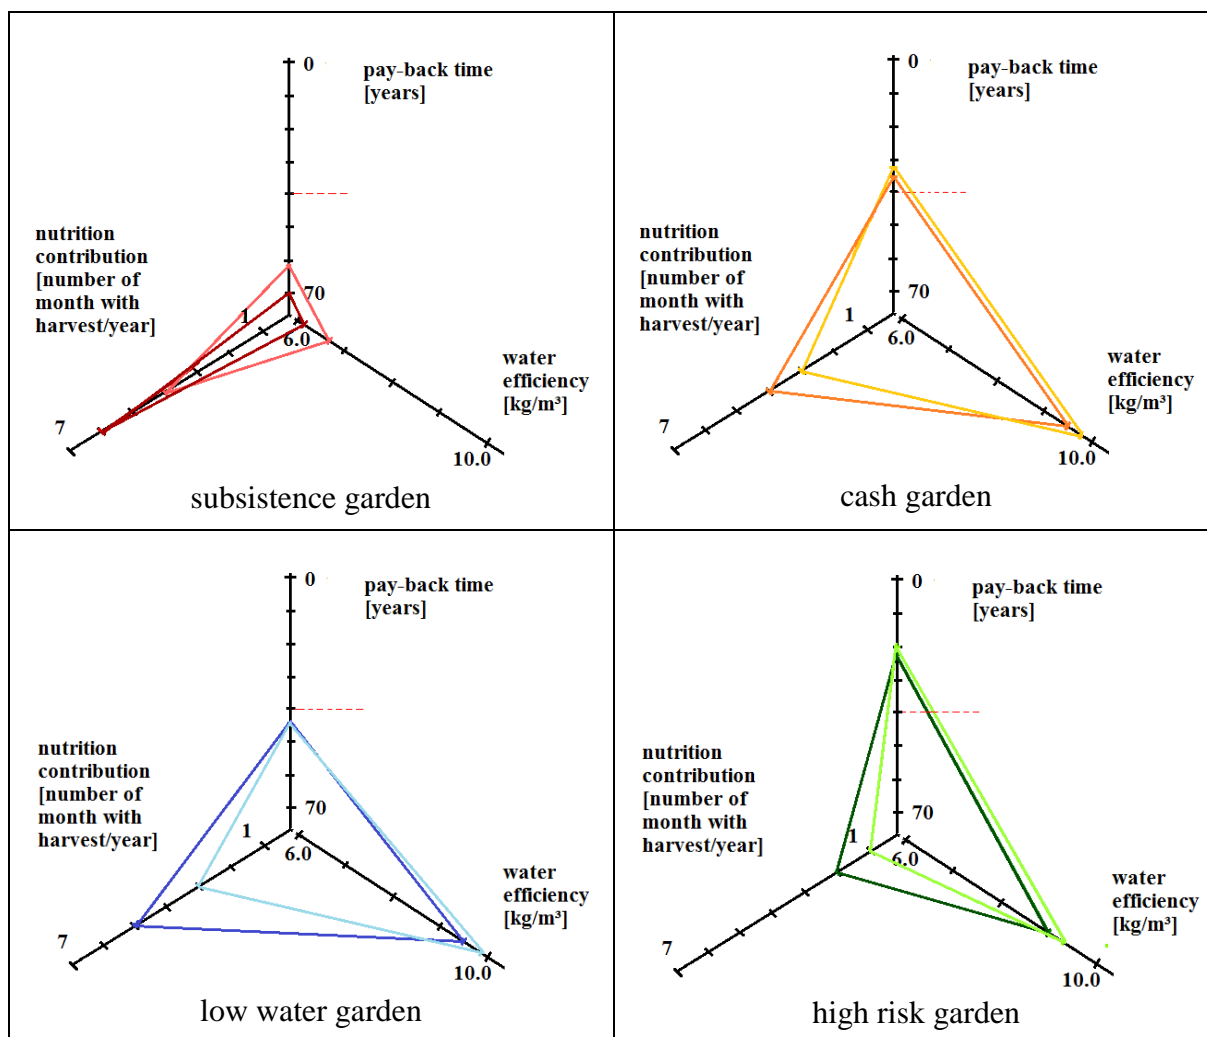 0
pay-back time
[years]
nutrition
contribution
[number of
month with
harvest/year]
1
70
6.0
water
efficiency
[kg/m³]
7
10.0
subsistence garden
0
pay-back time
[years]
nutrition
contribution
[number of
month with
harvest/year]
1
70
6.0
water
efficiency
[kg/m³]
7
10.0
cash garden
0
pay-back time
[years]
nutrition
contribution
[number of
month with
harvest/year]
1
70
6.0
water
efficiency
[kg/m³]
7
10.0
low water garden
0
pay-back time
[years]
nutrition
contribution
[number of
month with
harvest/year]
1
70
6.0
water
efficiency
[kg/m³]
7
10.0
high risk garden